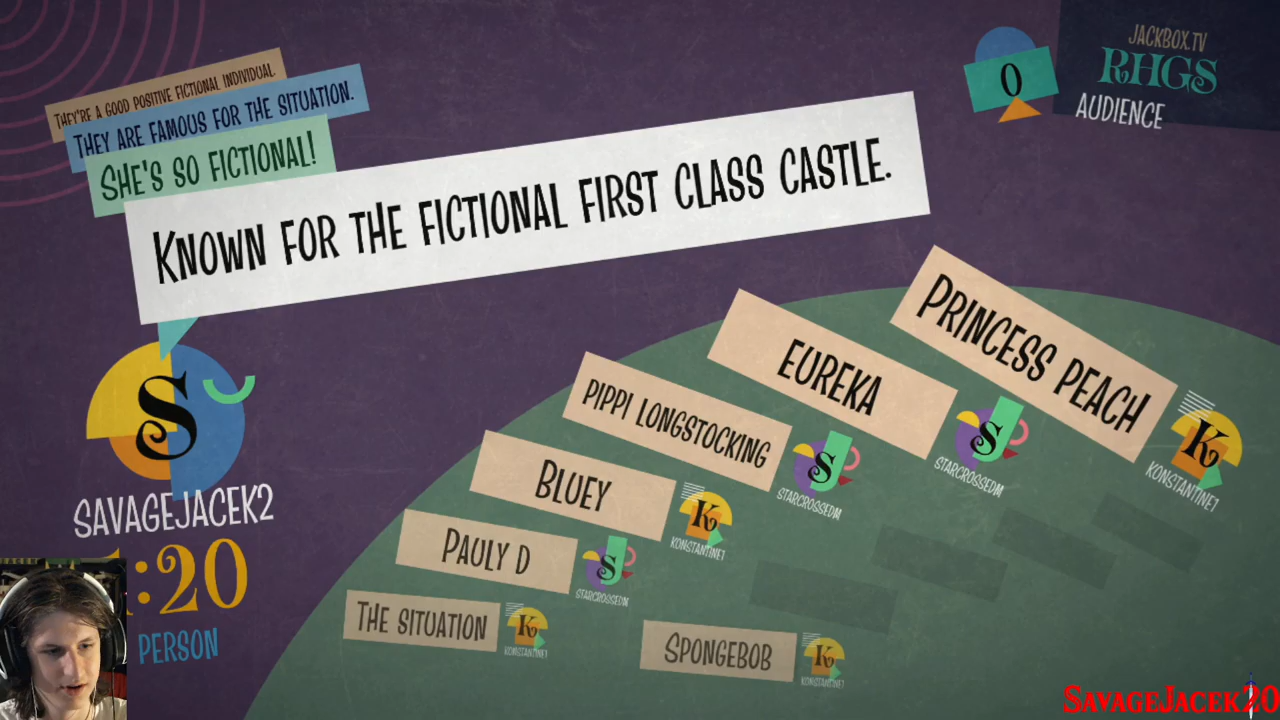 THEY'RE A GOOD POSITIVE FICTIONAL INDIVIDUAL.
THEY ARE FAMOUS FOR THE SITUATION.
SHE'S SO FICTIONAL!
KNOWN FOR THE FICTIONAL FIRST CLASS CASTLE.
0
JACKBOX.TV
RHGS
AUDIENCE
PRINCESS PEACH
K
KONSTANTINE1
EUREKA
S
STARCROSSEDM
PIPPI LONGSTOCKING
S
STARCROSSEDM
BLUEY
K
KONSTANTINE1
PAULY D
S
STARCROSSEDM
THE SITUATION
K
KONSTANTINE1
SPONGEBOB
K
KONSTANTINE1
S
SAVAGEJACEK2
:20
PERSON
SAVAGEJACEK20